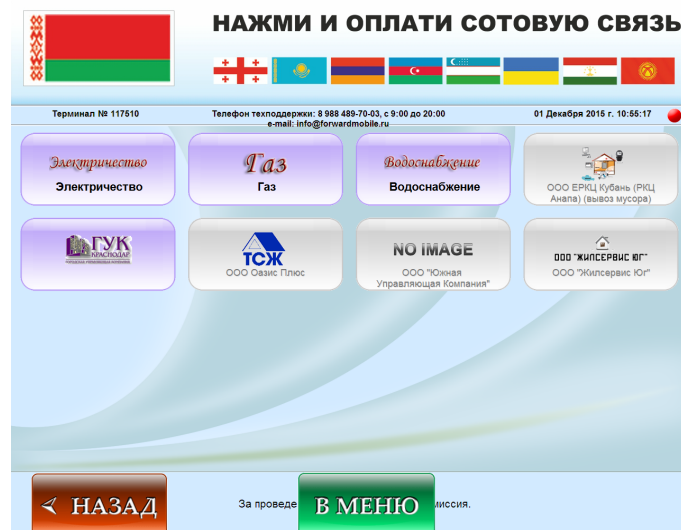 НАЖМИ И ОПЛАТИ СОТОВУЮ СВЯЗЬ
Терминал № 117510
Телефон техподдержки: 8 988 489-70-03, с 9:00 до 20:00
e-mail: info@forwardmobile.ru
01 Декабря 2015 г. 10:55:17
Электричество
Электричество
Газ
Газ
Водоснабжение
Водоснабжение
ООО ЕРКЦ Кубань (РКЦ
Анапа) (вывоз мусора)
ГУК
КРАСНОДАР
ТСЖ
ООО Оазис Плюс
NO IMAGE
ООО "Южная
Управляющая Компания"
ООО "ЖИЛСЕРВИС ЮГ"
ООО "Жилсервис Юг"
НАЗАД
За проведе
В МЕНЮ
миссия.